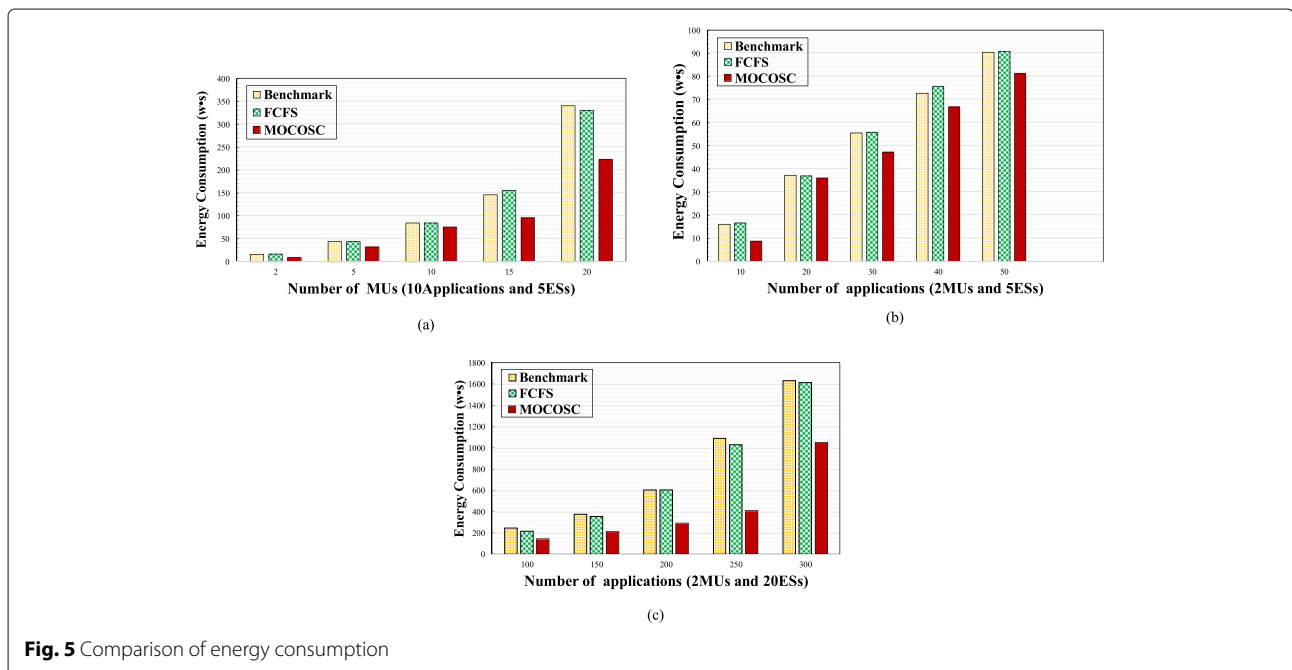 400
350
300
250
200
150
100
50
0
Energy Consumption (w•s)
Benchmark
FCFS
MOCOSC
2 5 10 15 20
Number of MUs (10Applications and 5ESs)
(a)
100
90
80
70
60
50
40
30
20
10
0
Energy Consumption (w•s)
Benchmark
FCFS
MOCOSC
10 20 30 40 50
Number of applications (2MUs and 5ESs)
(b)
1800
1600
1400
1200
1000
800
600
400
200
0
Energy Consumption (w•s)
Benchmark
FCFS
MOCOSC
100 150 200 250 300
Number of applications (2MUs and 20ESs)
(c)
Fig. 5 Comparison of energy consumption